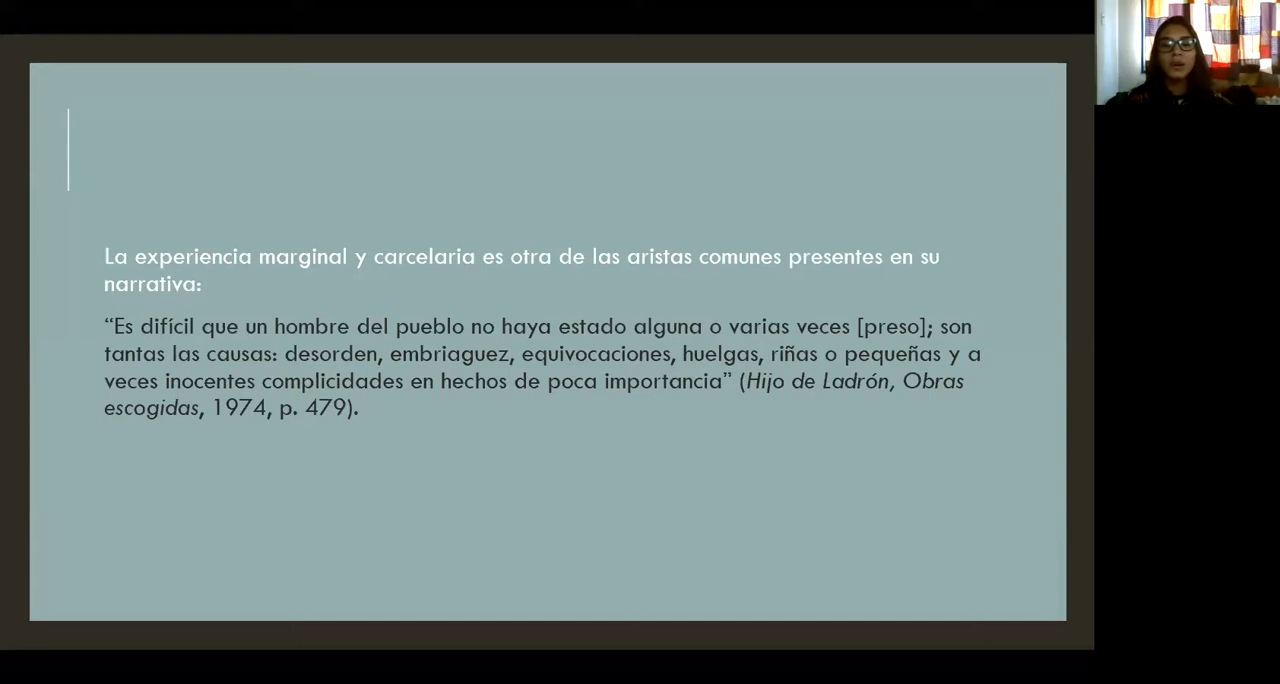 La experiencia marginal y carcelaria es otra de las aristas comunes presentes en su
narrativa:
“Es difícil que un hombre del pueblo no haya estado alguna o varias veces [preso]; son
tantas las causas: desorden, embriaguez, equivocaciones, huelgas, riñas o pequeñas y a
veces inocentes complicidades en hechos de poca importancia” (Hijo de Ladrón, Obras
escogidas, 1974, p. 479).